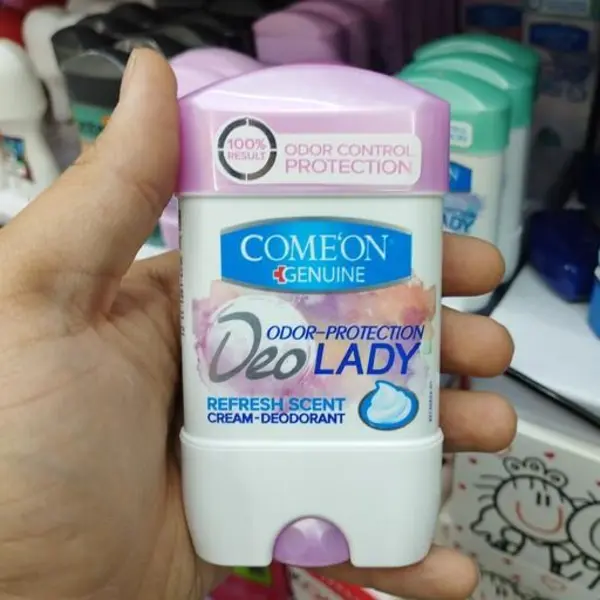 100%
RESULT
ODOR CONTROL
PROTECTION
COME'ON
GENUINE
ODOR-PROTECTION
Deo LADY
REFRESH SCENT
CREAM-DEODORANT
LADY